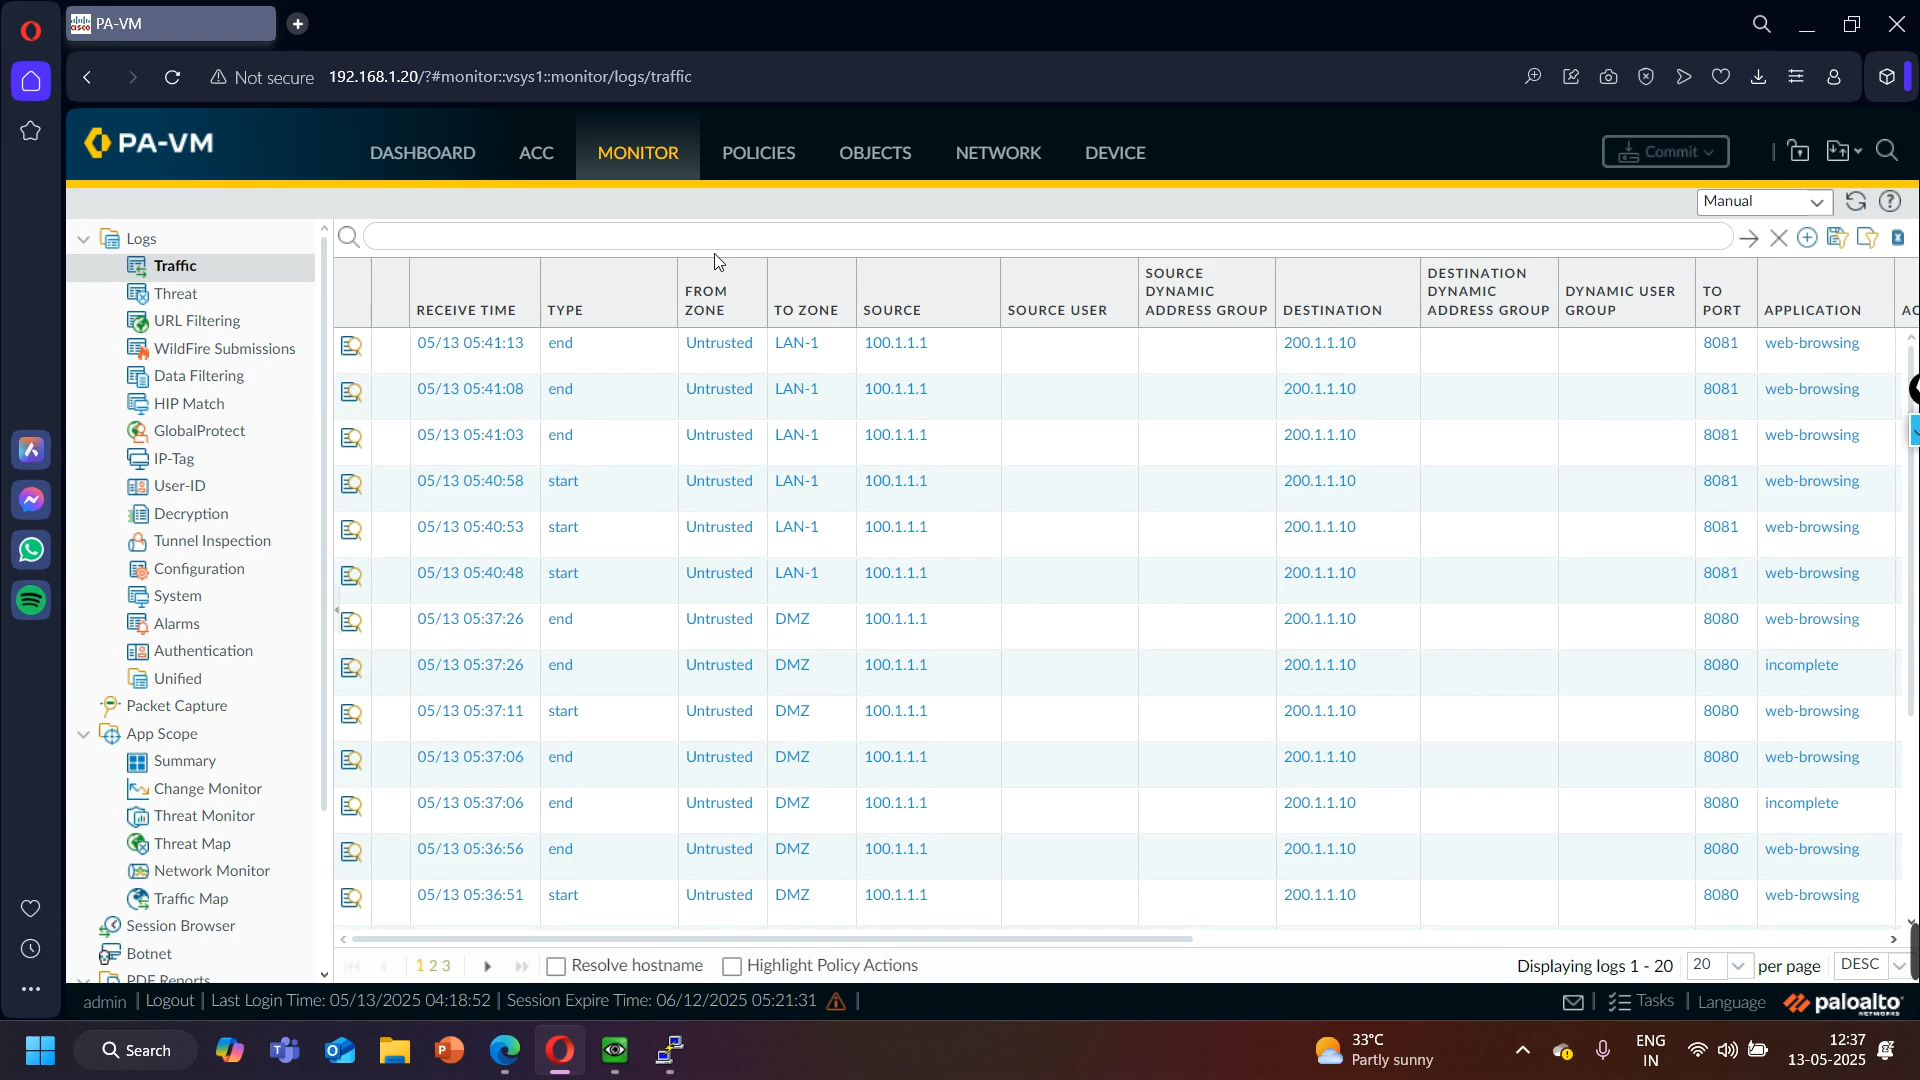 PA-VM
Not secure 192.168.1.20/?#monitor::vsys1::monitor/logs/traffic
PA-VM
DASHBOARD ACC MONITOR POLICIES OBJECTS NETWORK DEVICE
Commit
Manual
Logs
Traffic
Threat
URL Filtering
WildFire Submissions
Data Filtering
HIP Match
GlobalProtect
IP-Tag
User-ID
Decryption
Tunnel Inspection
Configuration
System
Alarms
Authentication
Unified
Packet Capture
App Scope
Summary
Change Monitor
Threat Monitor
Threat Map
Network Monitor
Traffic Map
Session Browser
Botnet
PDF Reports
RECEIVE TIME TYPE FROM ZONE TO ZONE SOURCE SOURCE USER SOURCE DYNAMIC ADDRESS GROUP DESTINATION DESTINATION DYNAMIC ADDRESS GROUP DYNAMIC USER GROUP TO PORT APPLICATION AC
05/13 05:41:13 end Untrusted LAN-1 100.1.1.1 200.1.1.10 8081 web-browsing
05/13 05:41:08 end Untrusted LAN-1 100.1.1.1 200.1.1.10 8081 web-browsing
05/13 05:41:03 end Untrusted LAN-1 100.1.1.1 200.1.1.10 8081 web-browsing
05/13 05:40:58 start Untrusted LAN-1 100.1.1.1 200.1.1.10 8081 web-browsing
05/13 05:40:53 start Untrusted LAN-1 100.1.1.1 200.1.1.10 8081 web-browsing
05/13 05:40:48 start Untrusted LAN-1 100.1.1.1 200.1.1.10 8081 web-browsing
05/13 05:37:26 end Untrusted DMZ 100.1.1.1 200.1.1.10 8080 web-browsing
05/13 05:37:26 end Untrusted DMZ 100.1.1.1 200.1.1.10 8080 incomplete
05/13 05:37:11 start Untrusted DMZ 100.1.1.1 200.1.1.10 8080 web-browsing
05/13 05:37:06 end Untrusted DMZ 100.1.1.1 200.1.1.10 8080 web-browsing
05/13 05:37:06 end Untrusted DMZ 100.1.1.1 200.1.1.10 8080 incomplete
05/13 05:36:56 end Untrusted DMZ 100.1.1.1 200.1.1.10 8080 web-browsing
05/13 05:36:51 start Untrusted DMZ 100.1.1.1 200.1.1.10 8080 web-browsing
1 2 3 Resolve hostname Highlight Policy Actions Displaying logs 1 - 20 20 per page DESC
admin | Logout | Last Login Time: 05/13/2025 04:18:52 | Session Expire Time: 06/12/2025 05:21:31 | Tasks | Language paloalto NETWORKS
Search
33°C
Partly sunny
ENG
IN
12:37
13-05-2025